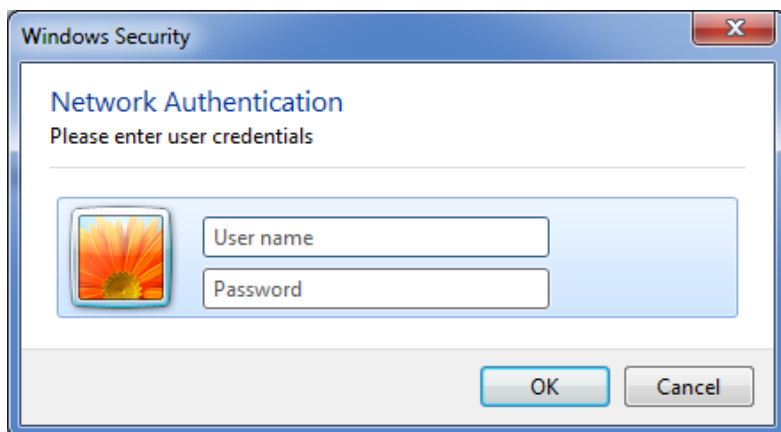 Windows Security
Network Authentication
Please enter user credentials
User name
Password
OK
Cancel